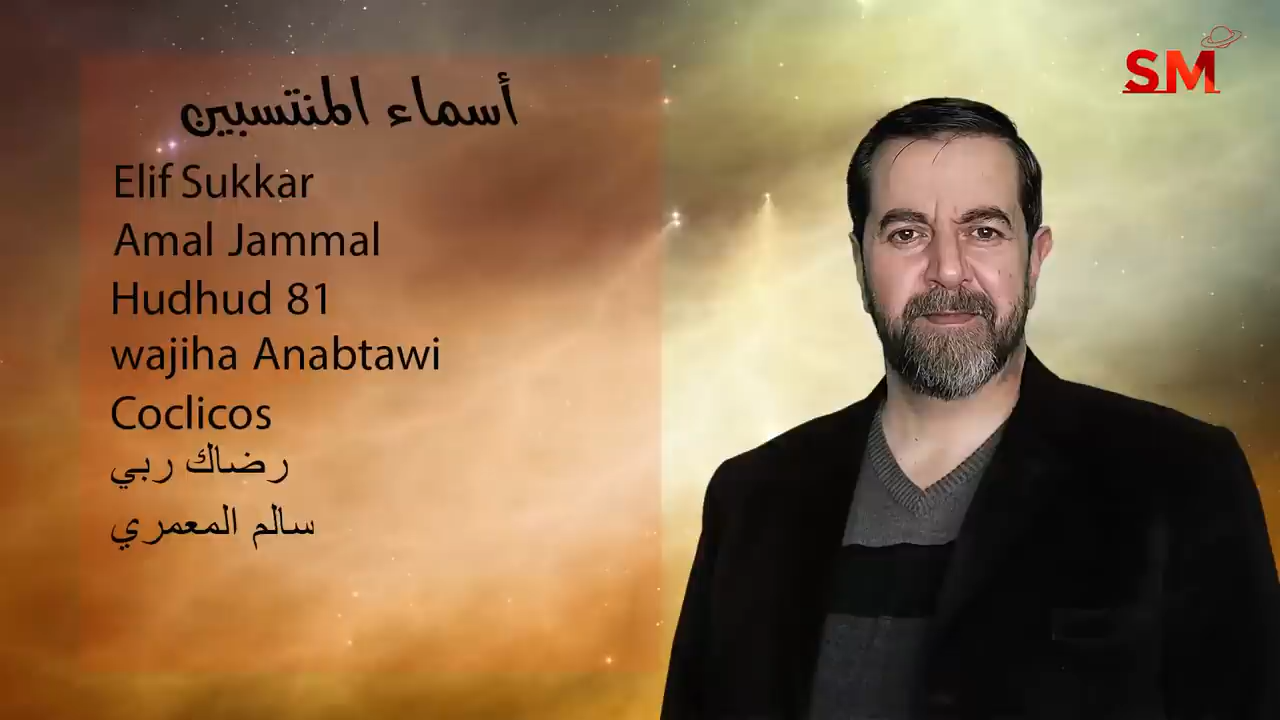 SM
أسماء المنتسبين
Elif Sukkar
Amal Jammal
Hudhud 81
wajiha Anabtawi
Coclicos
رضاك ربي
سالم المعمري